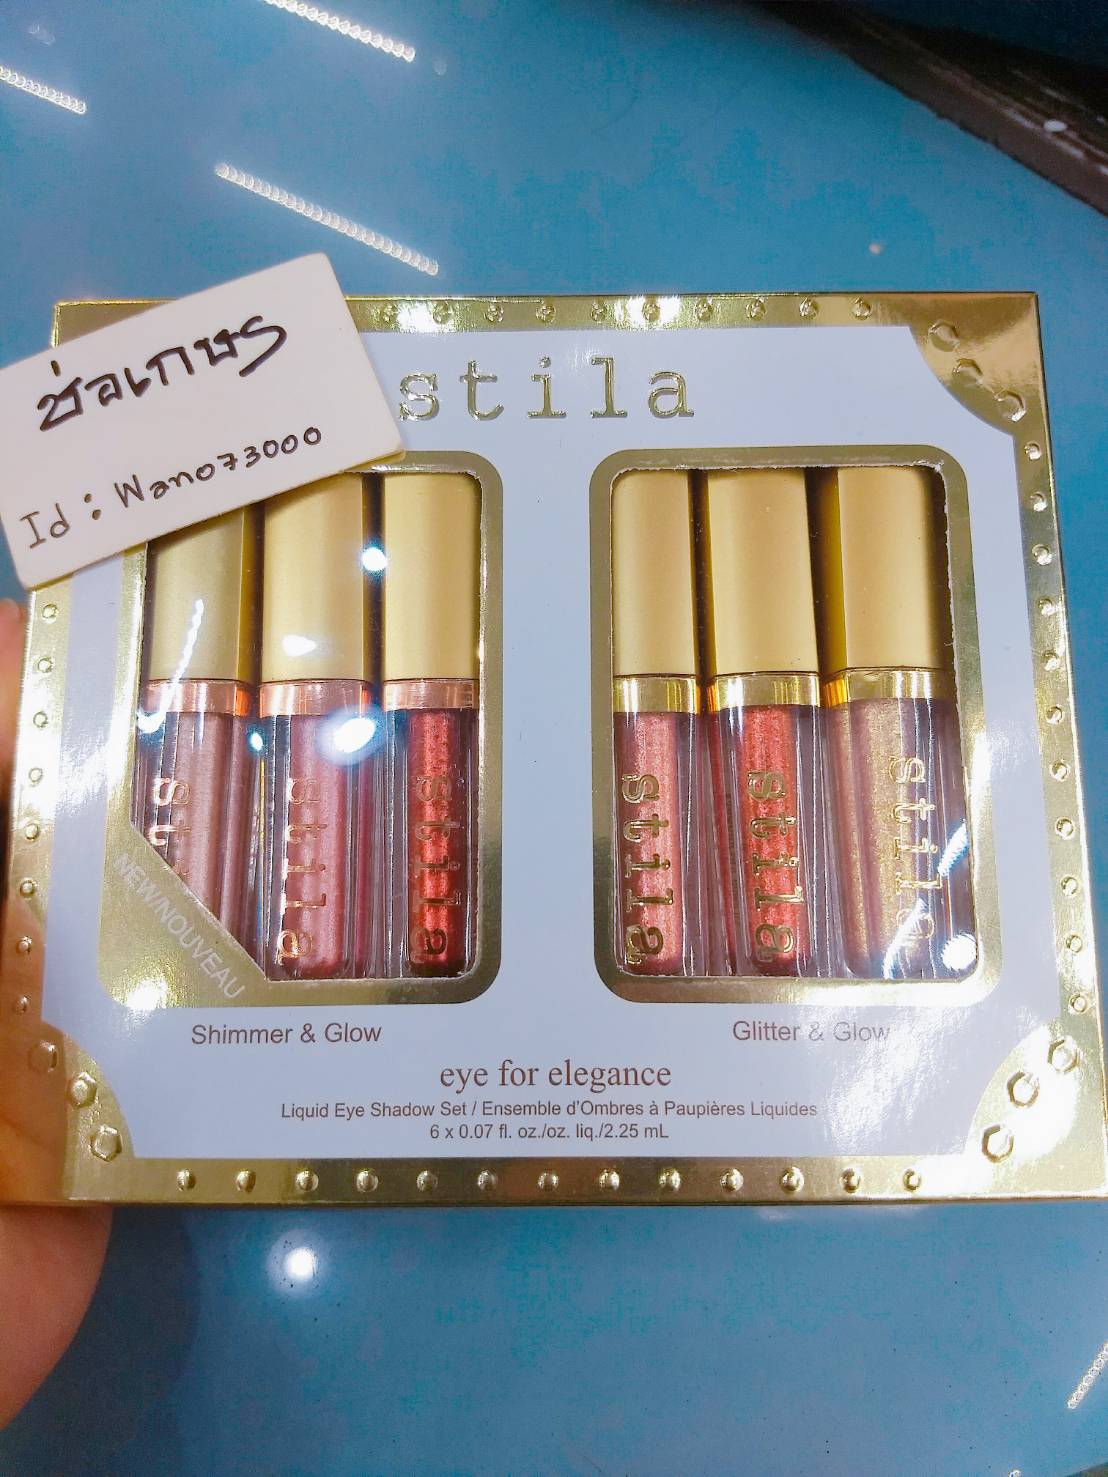 ช่อเกษร
Id : Wano73000
stila
stila
stila
stila
stila
stila
NEW/NOUVEAU
Shimmer & Glow
Glitter & Glow
eye for elegance
Liquid Eye Shadow Set / Ensemble d'Ombres à Paupières Liquides
6 x 0.07 fl. oz./oz. liq./2.25 mL